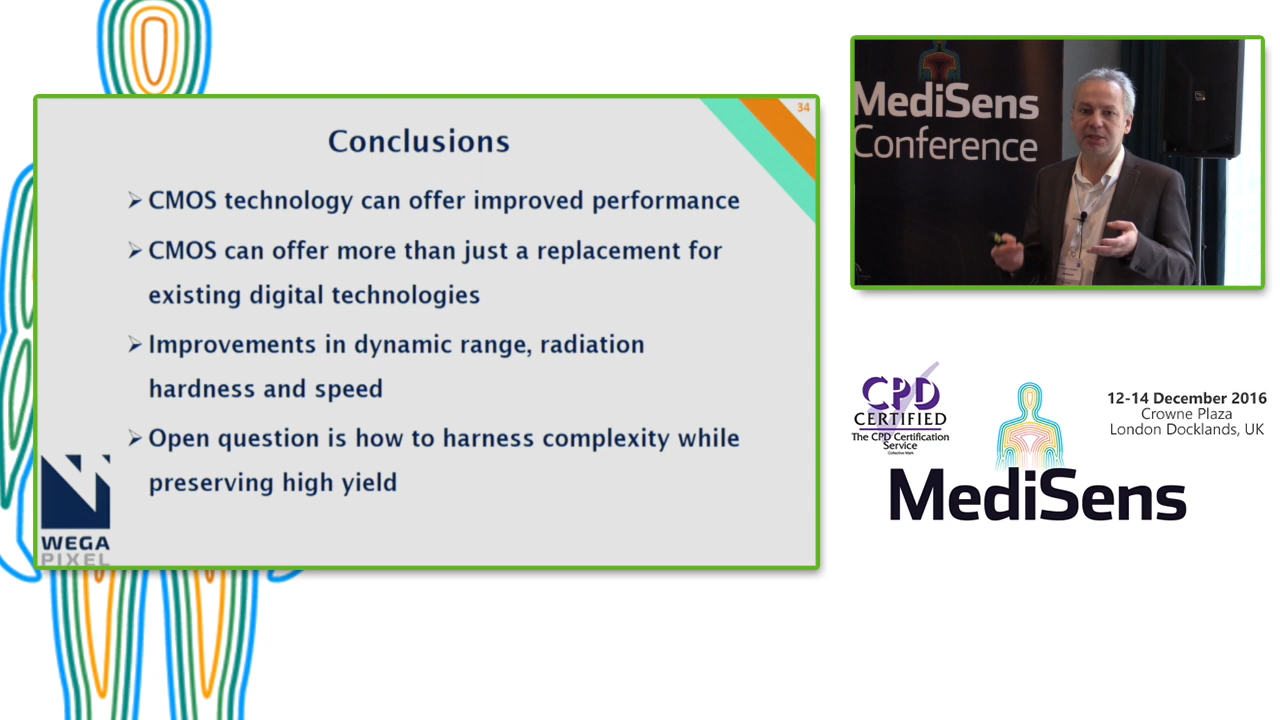 34
Conclusions
➢ CMOS technology can offer improved performance
➢ CMOS can offer more than just a replacement for
existing digital technologies
➢ Improvements in dynamic range, radiation
hardness and speed
➢ Open question is how to harness complexity while
preserving high yield
WEGA
PIXEL
MediSens
Conference
CPD
CERTIFIED
The CPD Certification
Service
Collective Mark
12-14 December 2016
Crowne Plaza
London Docklands, UK
MediSens